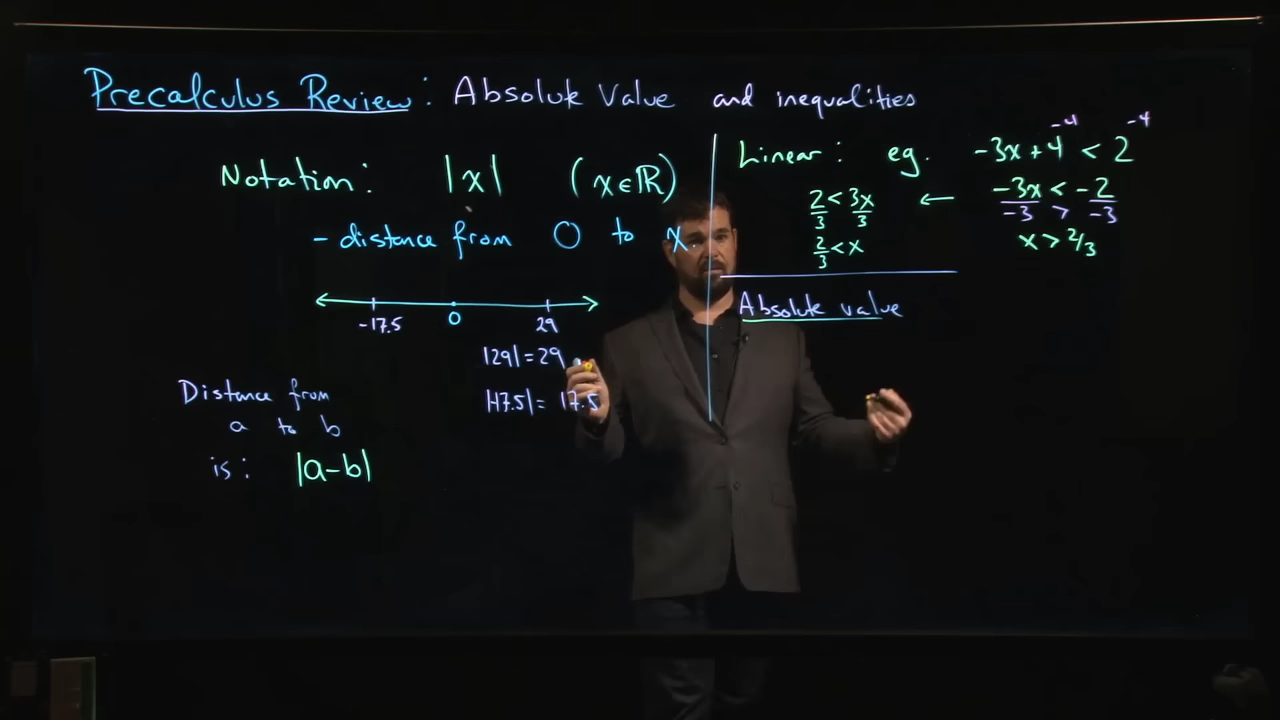 Precalculus Review: Absolute Value and inequalities
Notation: |x| (x∈ℝ)
- distance from 0 to x.
-17.5 0 29
|29| = 29
|-17.5| = 17.5
Distance from
a to b
is: |a-b|
Linear: eg. -3x+4 < 2
-4 -4
-3x < -2
-3 > -3
x > 2/3
←
2 < 3x
3 3
2/3 < x
Absolute value